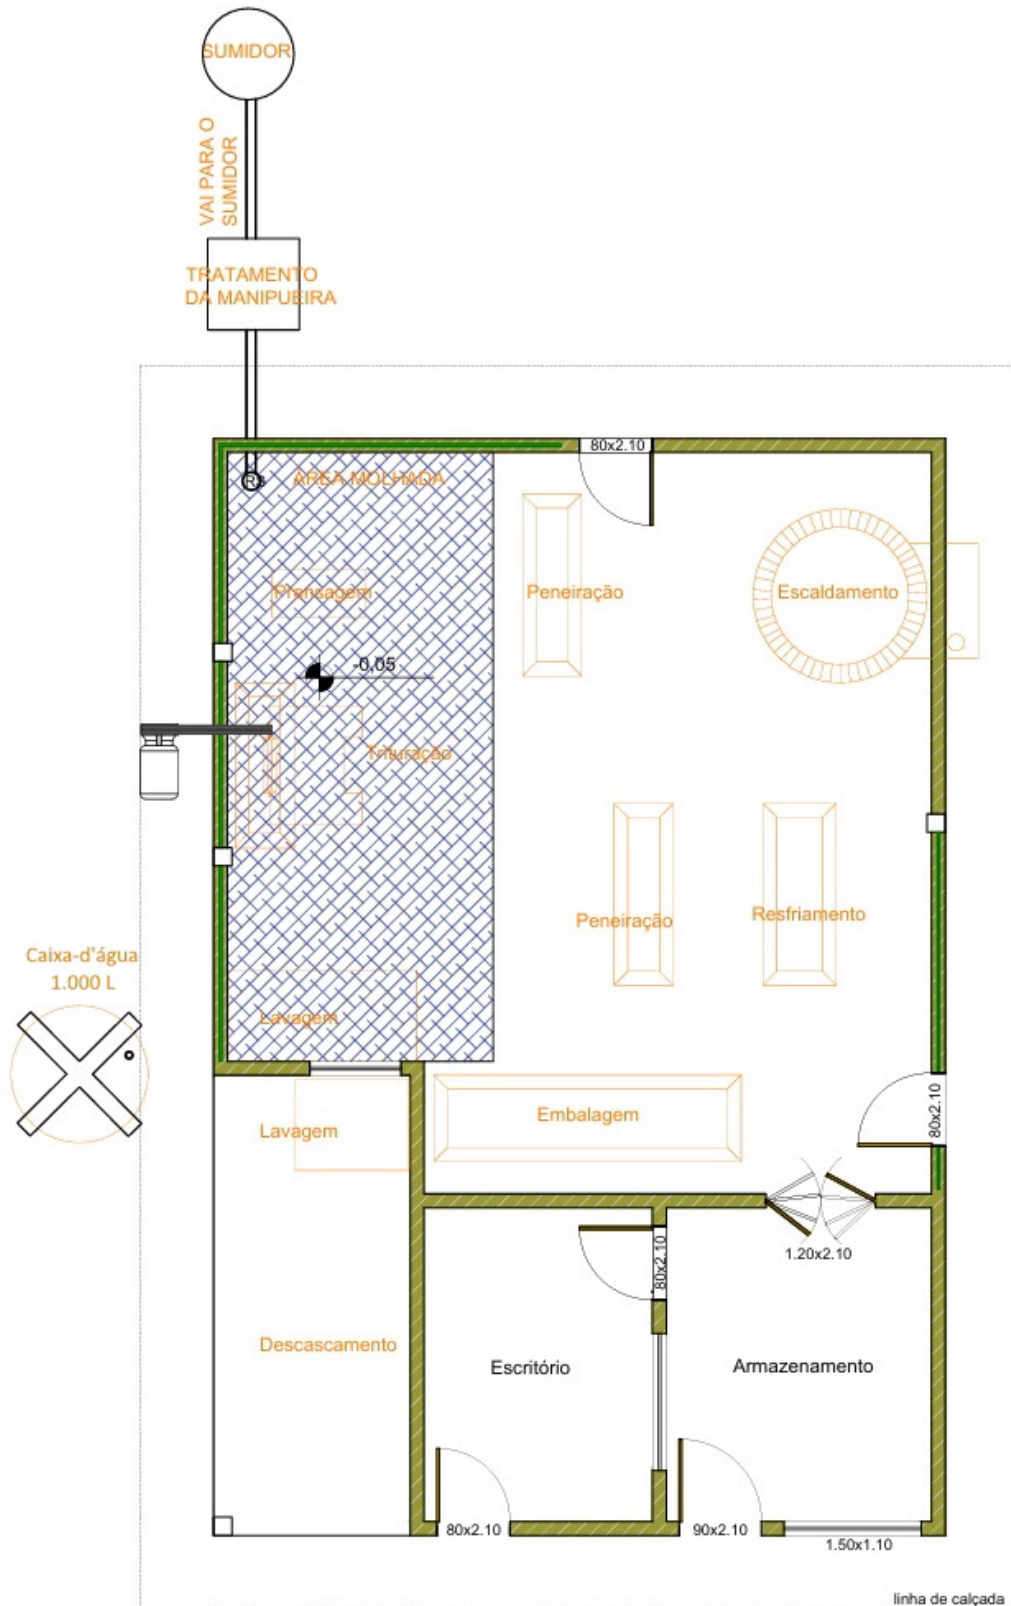 SUMIDOR
VAI PARA O
SUMIDOR
TRATAMENTO
DA MANIPUEIRA
80x2.10
ÁREA MOLHADA
Prensagem
Peneiração
Escaldamento
-0,05
Trituração
Peneiração
Resfriamento
Caixa-d'água
1.000 L
Lavagem
Lavagem
Embalagem
80x2.10
80x2.10
1.20x2.10
Descascamento
Escritório
Armazenamento
80x2.10
90x2.10
1.50x1.10
linha de calçada